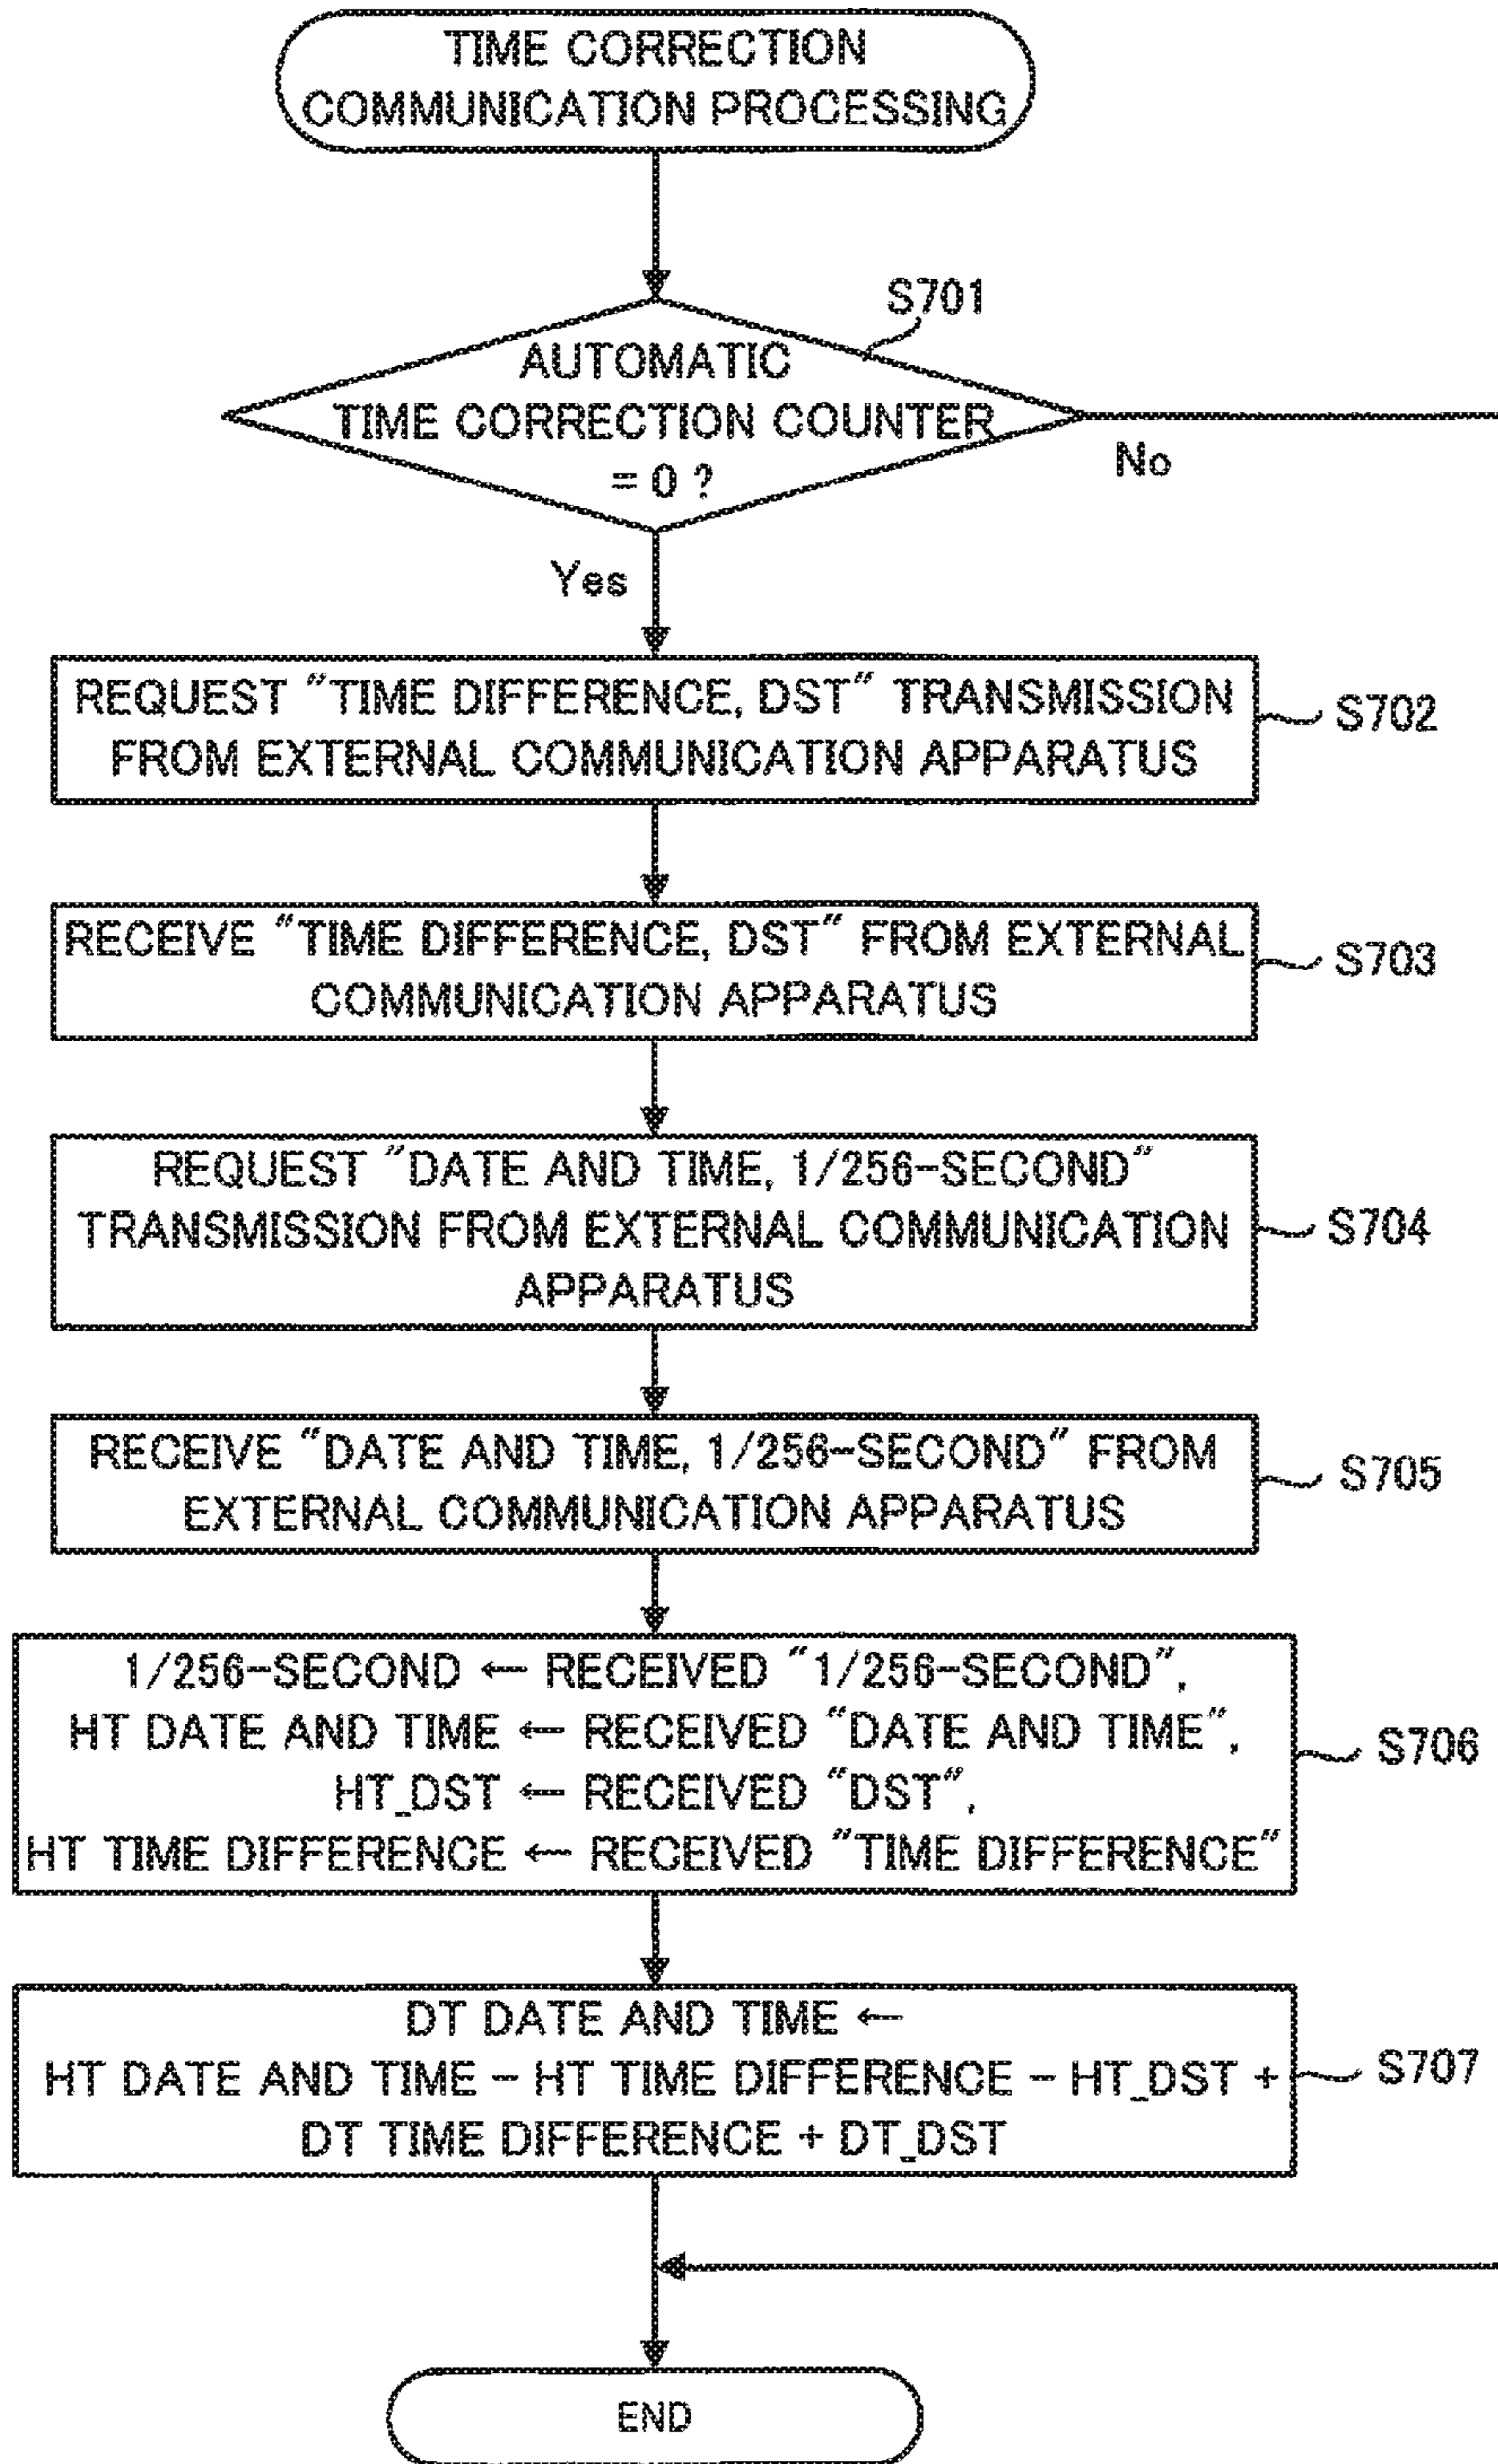 TIME CORRECTION
COMMUNICATION PROCESSING
S701
AUTOMATIC
TIME CORRECTION COUNTER
= 0 ?
No
Yes
REQUEST "TIME DIFFERENCE, DST" TRANSMISSION
FROM EXTERNAL COMMUNICATION APPARATUS
S702
RECEIVE "TIME DIFFERENCE, DST" FROM EXTERNAL
COMMUNICATION APPARATUS
S703
REQUEST "DATE AND TIME, 1/256-SECOND"
TRANSMISSION FROM EXTERNAL COMMUNICATION
APPARATUS
S704
RECEIVE "DATE AND TIME, 1/256-SECOND" FROM
EXTERNAL COMMUNICATION APPARATUS
S705
1/256-SECOND ← RECEIVED "1/256-SECOND",
HT DATE AND TIME ← RECEIVED "DATE AND TIME",
HT_DST ← RECEIVED "DST",
HT TIME DIFFERENCE ← RECEIVED "TIME DIFFERENCE"
S706
DT DATE AND TIME ←
HT DATE AND TIME – HT TIME DIFFERENCE – HT_DST +
DT TIME DIFFERENCE + DT_DST
S707
END